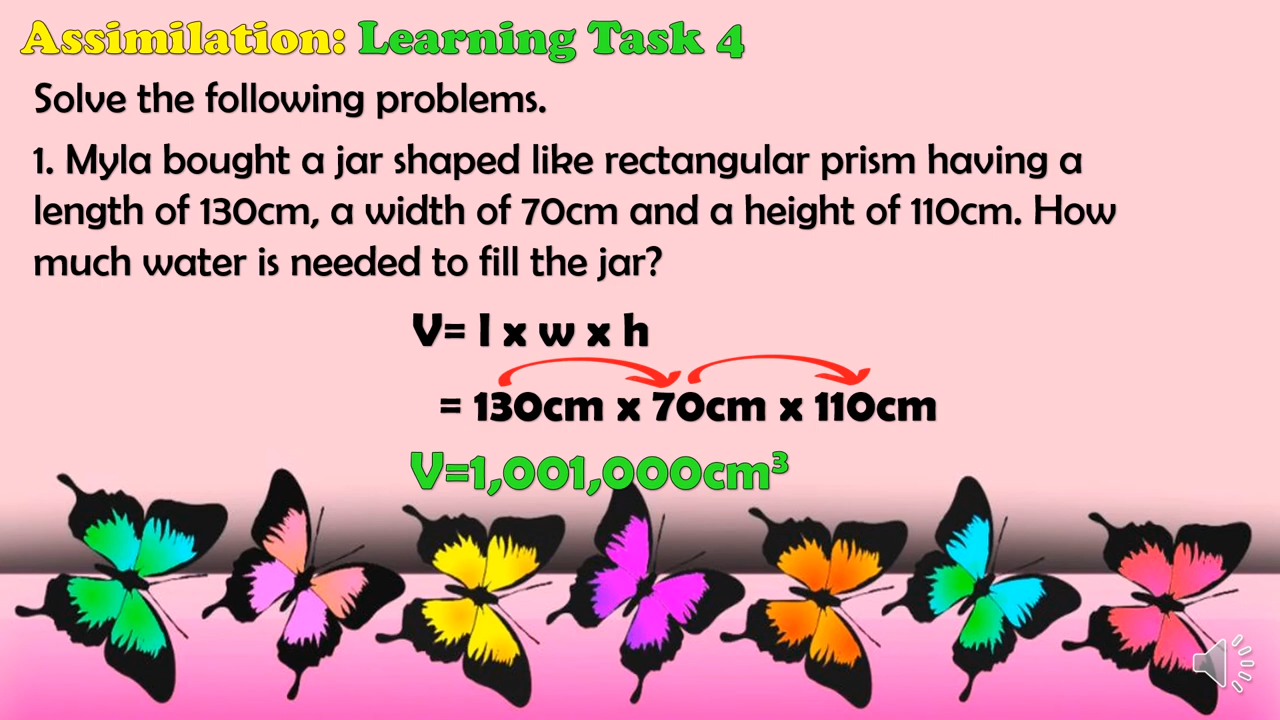 Assimilation: Learning Task 4
Solve the following problems.
1. Myla bought a jar shaped like rectangular prism having a
length of 130cm, a width of 70cm and a height of 110cm. How
much water is needed to fill the jar?
V= l x w x h
= 130cm x 70cm x 110cm
V=1,001,000cm³